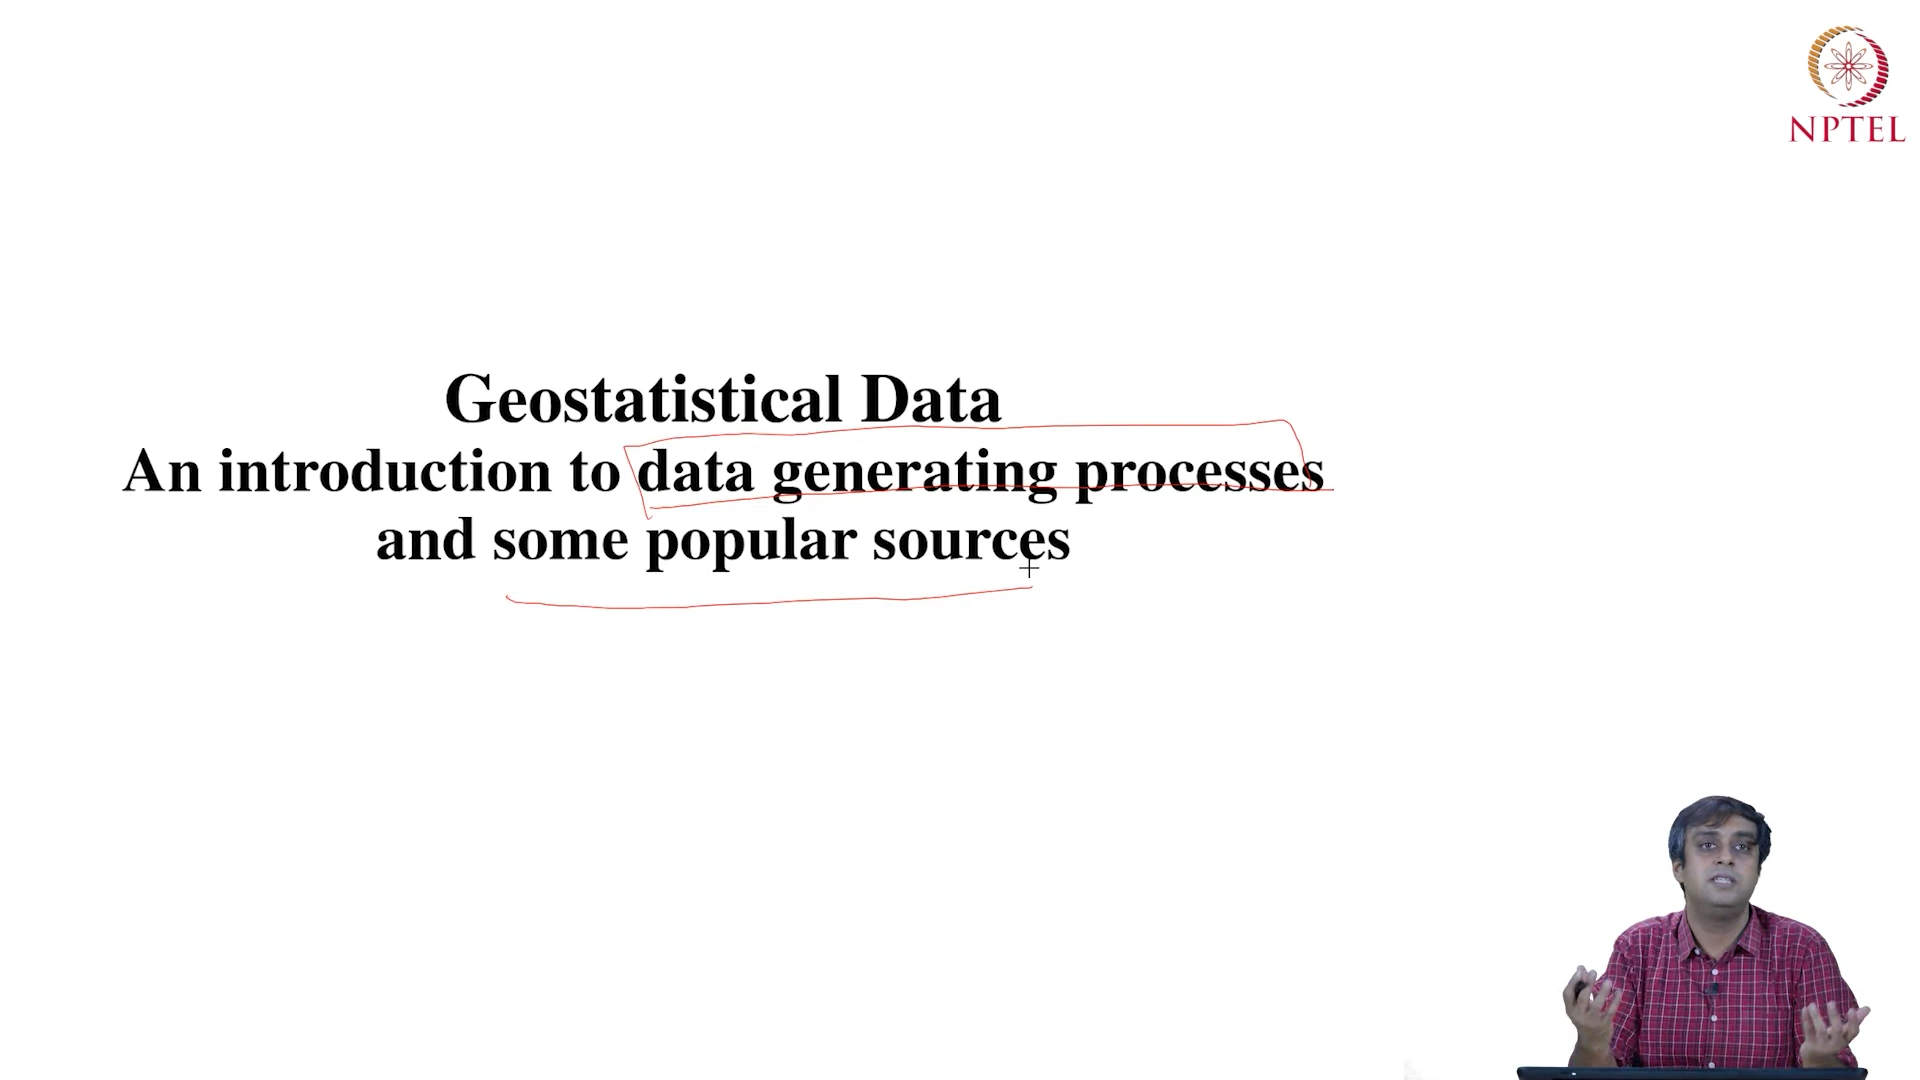 NPTEL
Geostatistical Data
An introduction to data generating processes
and some popular sources